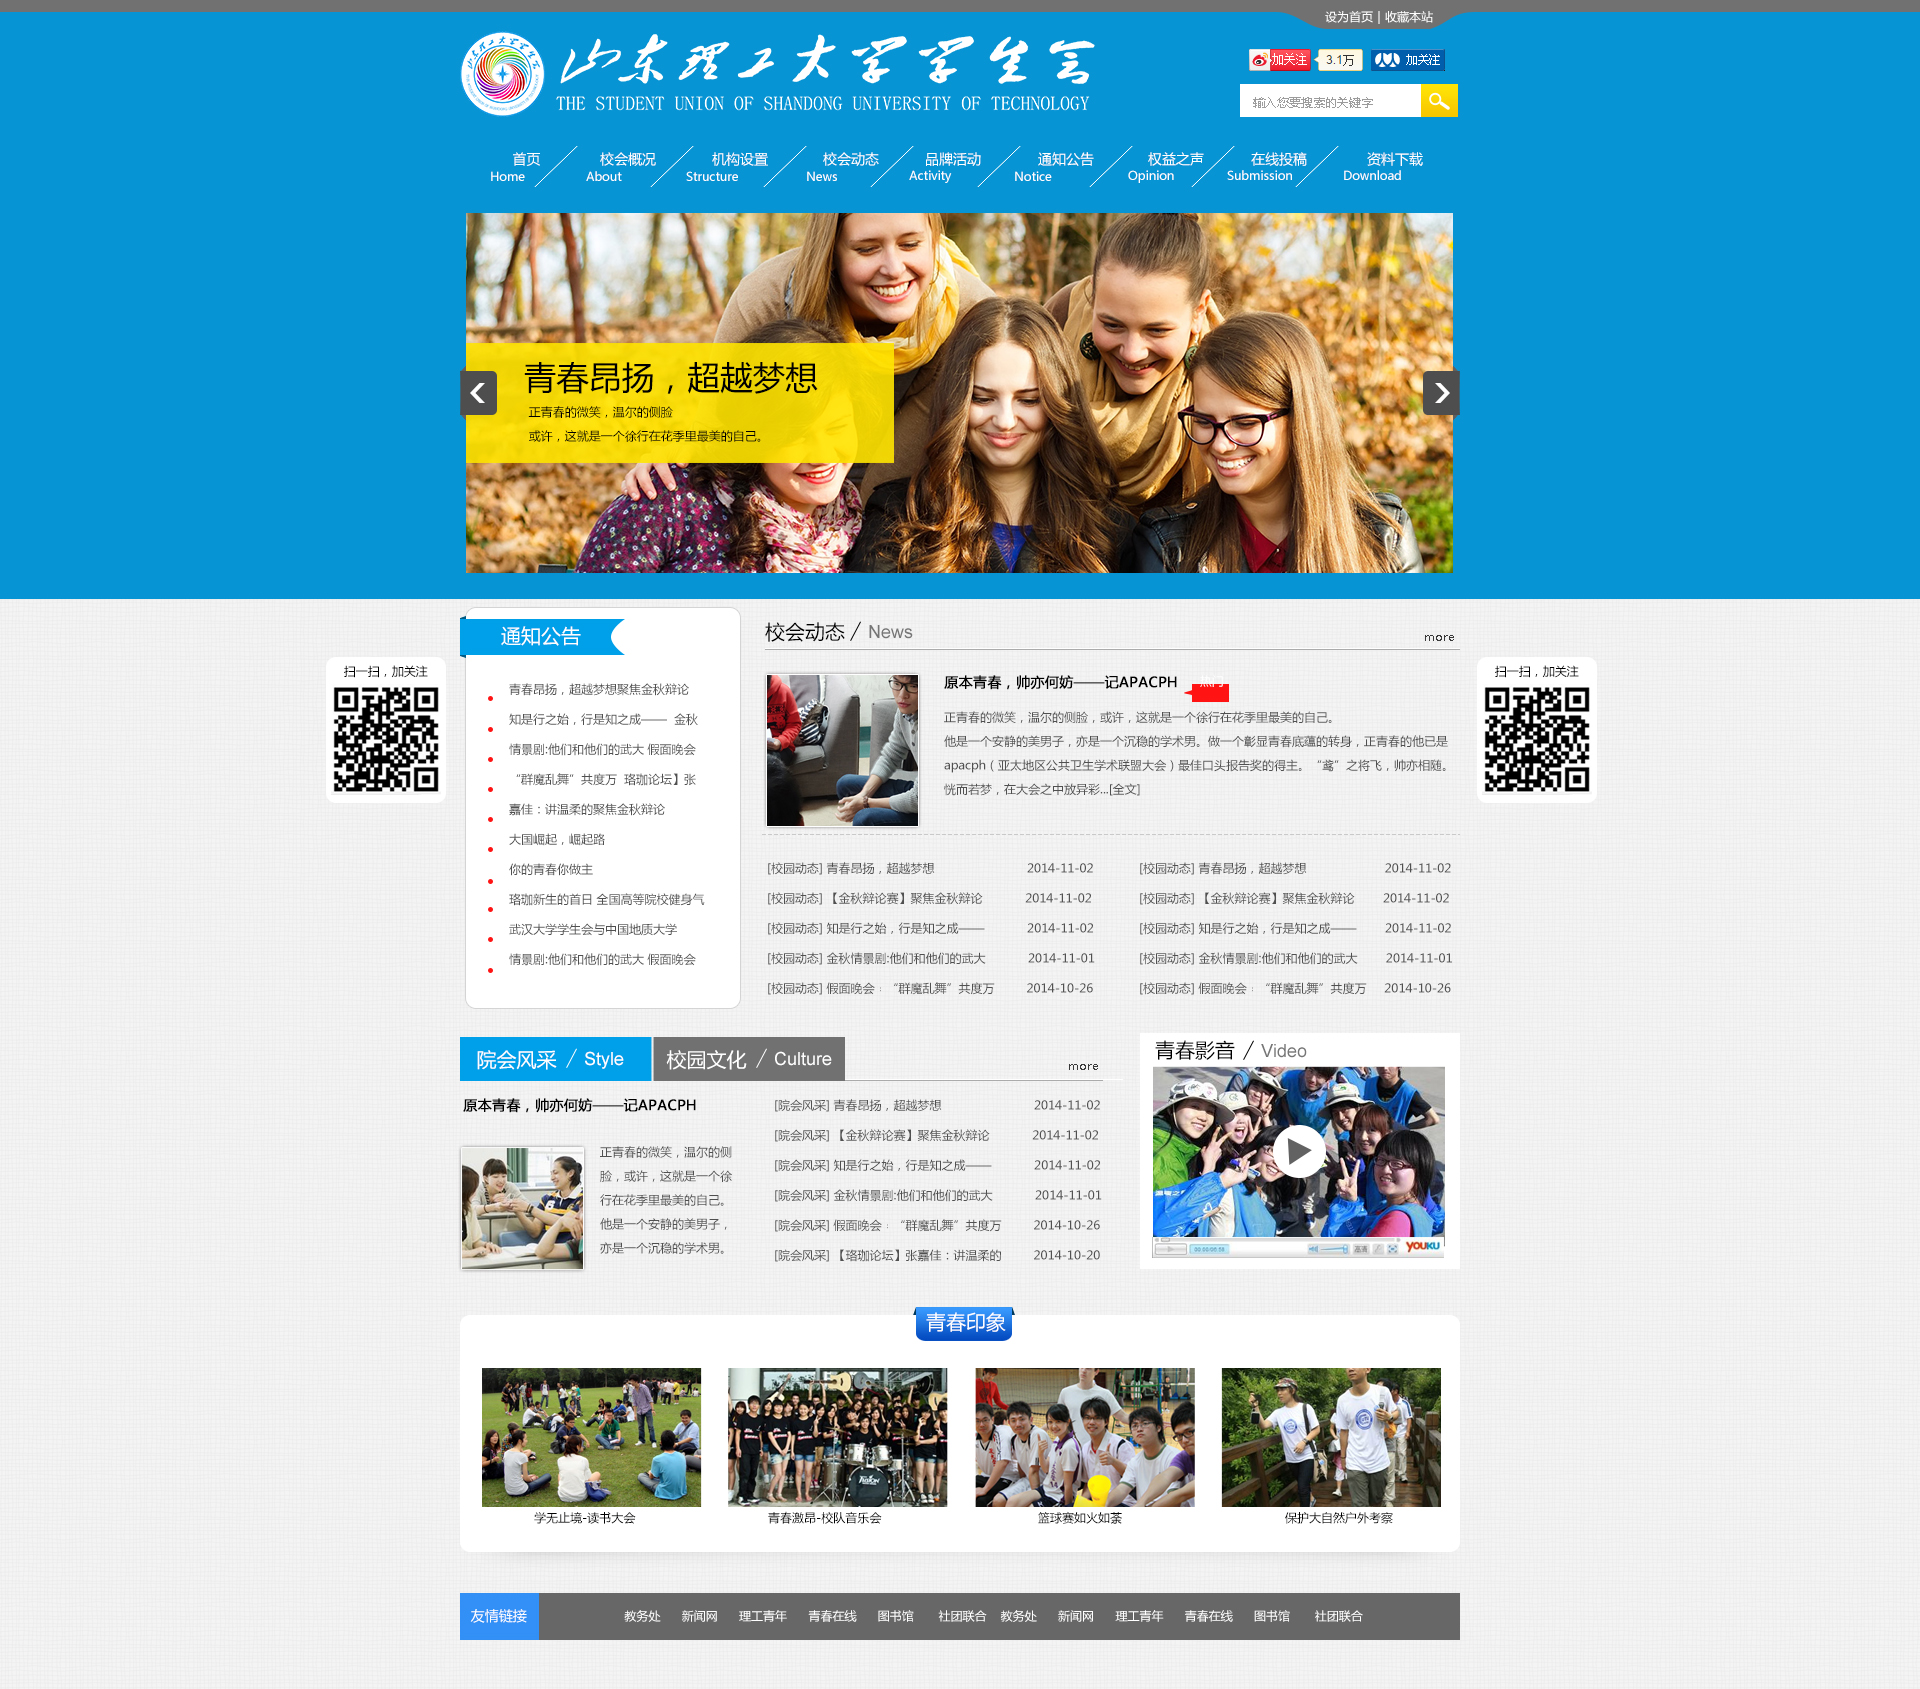 设为首页 | 收藏本站
山东理工大学学生会
THE STUDENT UNION OF SHANDONG UNIVERSITY OF TECHNOLOGY
加关注 3.1万 加关注
输入您要搜索的关键字
首页 校会概况 机构设置 校会动态 品牌活动 通知公告 权益之声 在线投稿 资料下载
Home About Structure News Activity Notice Opinion Submission Download
青春昂扬，超越梦想
正青春的微笑，温尔的侧脸
或许，这就是一个徐行在花季里最美的自己。
扫一扫，加关注
通知公告
青春昂扬，超越梦想聚焦金秋辩论
知是行之始，行是知之成—— 金秋
情景剧:他们和他们的武大 假面晚会
“群魔乱舞”共度万 珞珈论坛】张
嘉佳：讲温柔的聚焦金秋辩论
大国崛起，崛起路
你的青春你做主
珞珈新生的首日 全国高等院校健身气
武汉大学学生会与中国地质大学
情景剧:他们和他们的武大 假面晚会
校会动态 / News
more
原本青春，帅亦何妨——记APACPH
正青春的微笑，温尔的侧脸，或许，这就是一个徐行在花季里最美的自己。
他是一个安静的美男子，亦是一个沉稳的学术男。做一个彰显青春底蕴的转身，正青春的他已是
apacph（亚太地区公共卫生学术联盟大会）最佳口头报告奖的得主。“鸢”之将飞，帅亦相随。
恍而若梦，在大会之中放异彩...[全文]
[校园动态] 青春昂扬，超越梦想 2014-11-02
[校园动态] 【金秋辩论赛】聚焦金秋辩论 2014-11-02
[校园动态] 知是行之始，行是知之成—— 2014-11-02
[校园动态] 金秋情景剧:他们和他们的武大 2014-11-01
[校园动态] 假面晚会：“群魔乱舞”共度万 2014-10-26
[校园动态] 青春昂扬，超越梦想 2014-11-02
[校园动态] 【金秋辩论赛】聚焦金秋辩论 2014-11-02
[校园动态] 知是行之始，行是知之成—— 2014-11-02
[校园动态] 金秋情景剧:他们和他们的武大 2014-11-01
[校园动态] 假面晚会：“群魔乱舞”共度万 2014-10-26
扫一扫，加关注
院会风采 / Style
校园文化 / Culture
more
原本青春，帅亦何妨——记APACPH
正青春的微笑，温尔的侧
脸，或许，这就是一个徐
行在花季里最美的自己。
他是一个安静的美男子，
亦是一个沉稳的学术男。
[院会风采] 青春昂扬，超越梦想 2014-11-02
[院会风采] 【金秋辩论赛】聚焦金秋辩论 2014-11-02
[院会风采] 知是行之始，行是知之成—— 2014-11-02
[院会风采] 金秋情景剧:他们和他们的武大 2014-11-01
[院会风采] 假面晚会：“群魔乱舞”共度万 2014-10-26
[院会风采] 【珞珈论坛】张嘉佳：讲温柔的 2014-10-20
青春影音 / Video
高清 YOUKU
青春印象
学无止境-读书大会
青春激昂-校队音乐会
篮球赛如火如荼
保护大自然户外考察
友情链接
教务处 新闻网 理工青年 青春在线 图书馆 社团联合 教务处 新闻网 理工青年 青春在线 图书馆 社团联合